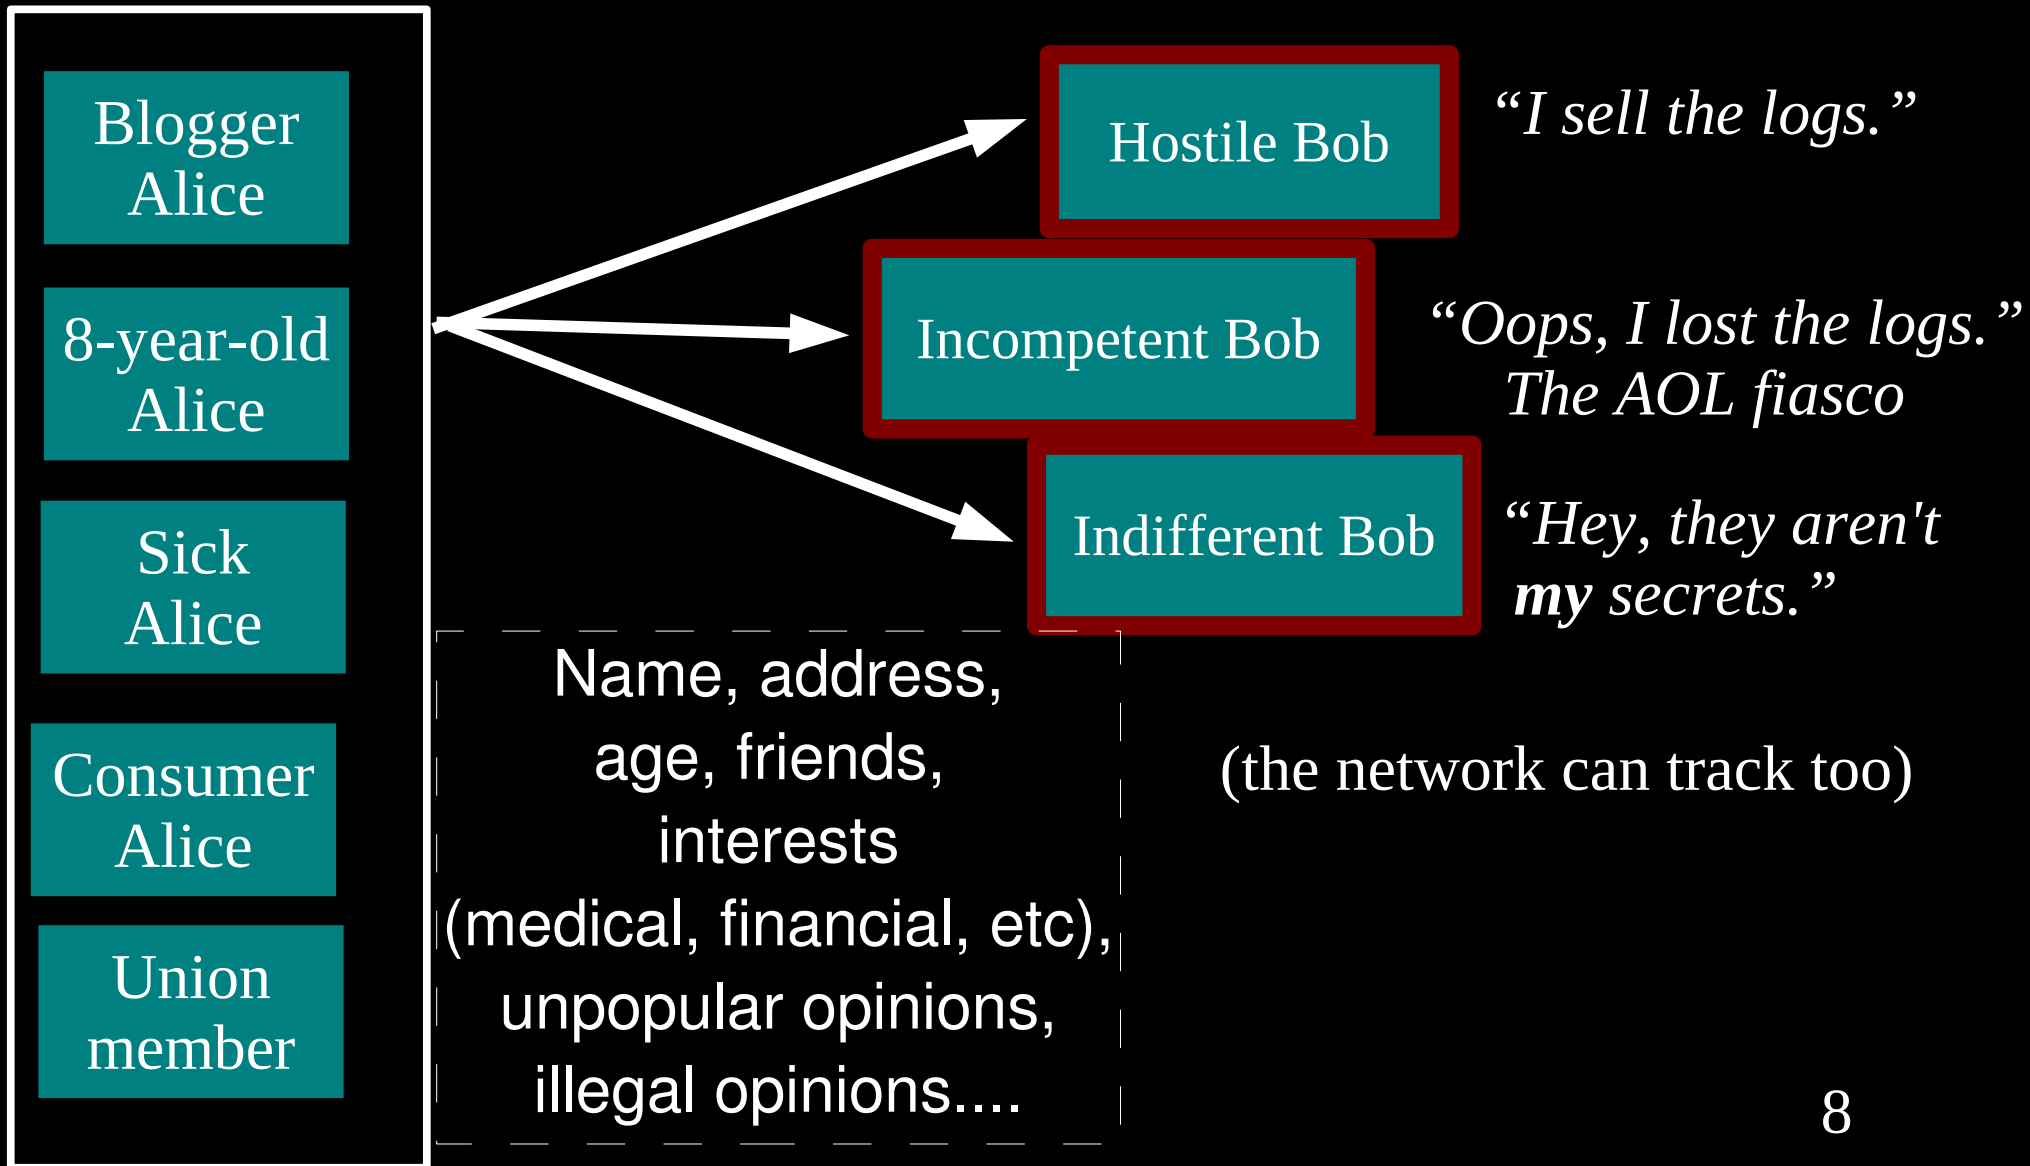 Blogger
Alice
8-year-old
Alice
Sick
Alice
Consumer
Alice
Union
member
Hostile Bob
“I sell the logs.”
Incompetent Bob
“Oops, I lost the logs.”
The AOL fiasco
Indifferent Bob
“Hey, they aren't
my secrets.”
Name, address,
age, friends,
interests
(medical, financial, etc),
unpopular opinions,
illegal opinions....
(the network can track too)
8